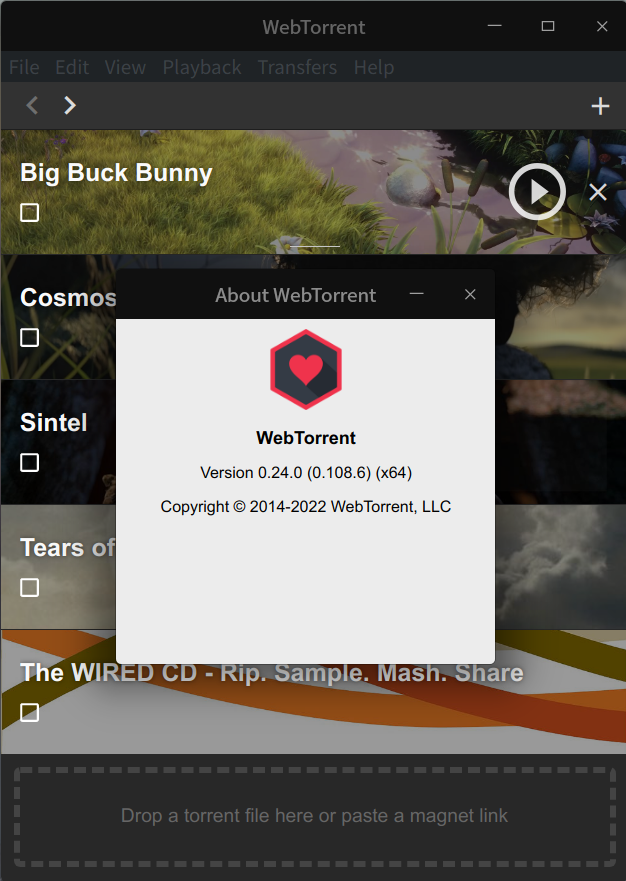 WebTorrent
File Edit View Playback Transfers Help
Big Buck Bunny
Cosmos
About WebTorrent
WebTorrent
Version 0.24.0 (0.108.6) (x64)
Copyright © 2014-2022 WebTorrent, LLC
Sintel
Tears of
The WIRED CD - Rip. Sample. Mash. Share
Drop a torrent file here or paste a magnet link